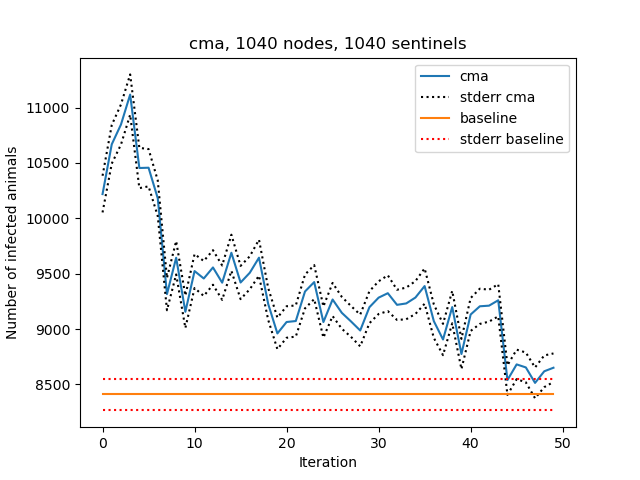 cma, 1040 nodes, 1040 sentinels
cma
stderr cma
baseline
stderr baseline
Number of infected animals
11000
10500
10000
9500
9000
8500
0 10 20 30 40 50
Iteration